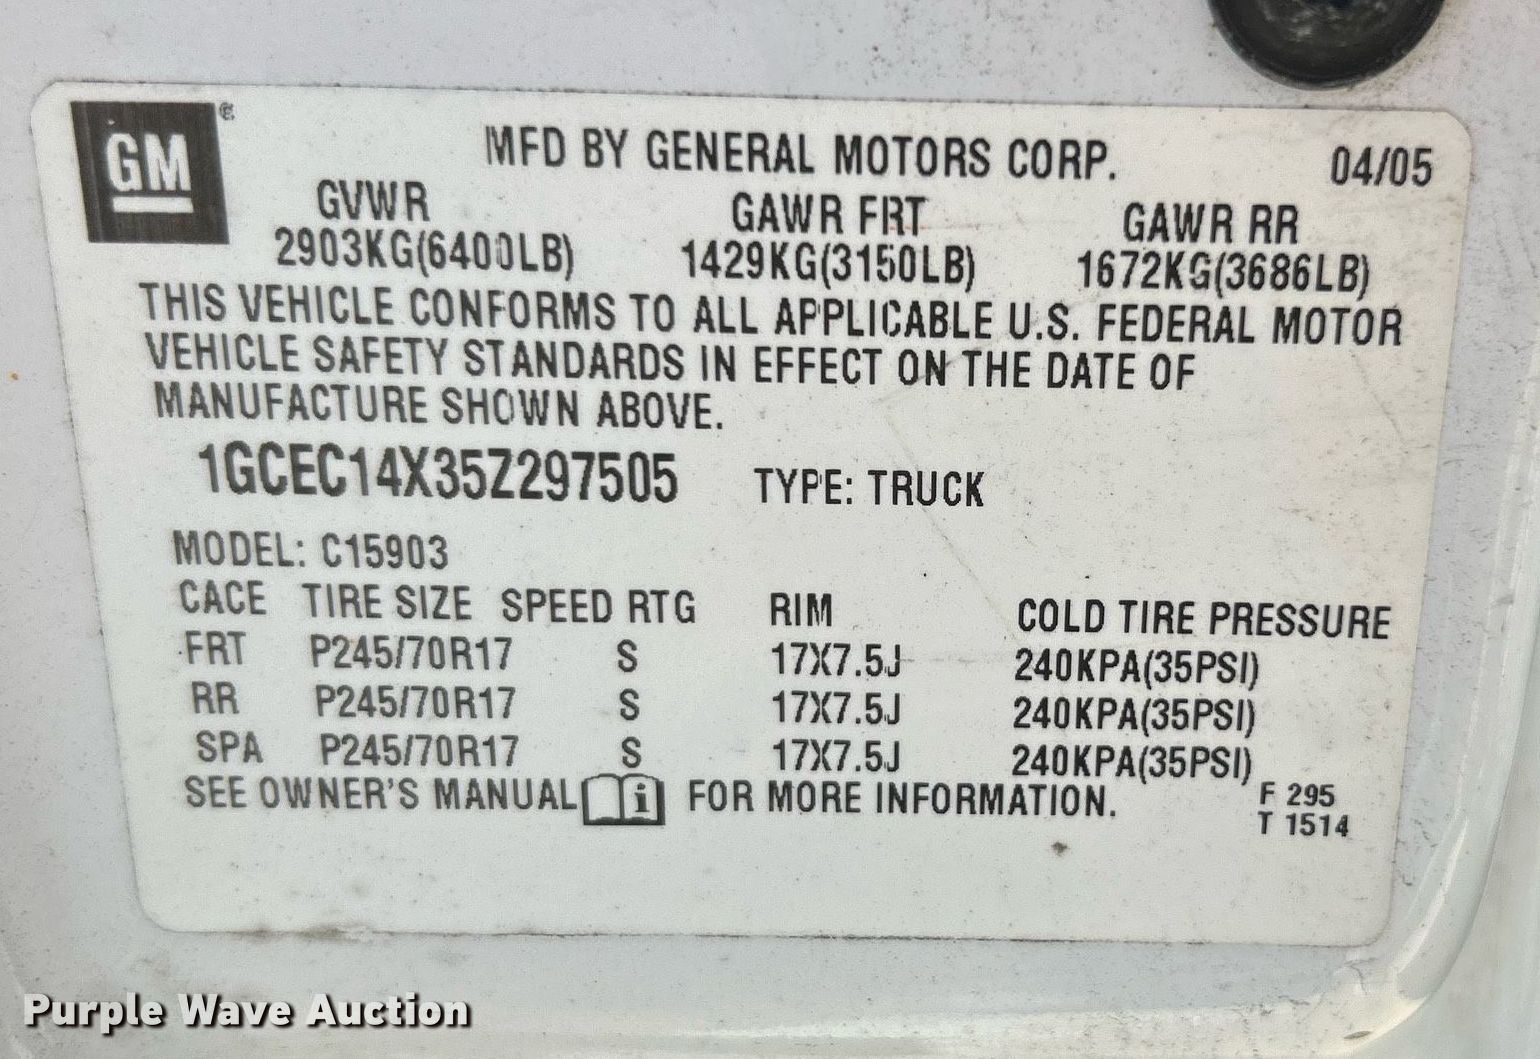 GM
MFD BY GENERAL MOTORS CORP. 04/05
GVWR GAWR FRT GAWR RR
2903KG(6400LB) 1429KG(3150LB) 1672KG(3686LB)
THIS VEHICLE CONFORMS TO ALL APPLICABLE U.S. FEDERAL MOTOR
VEHICLE SAFETY STANDARDS IN EFFECT ON THE DATE OF
MANUFACTURE SHOWN ABOVE.
1GCEC14X35Z297505 TYPE: TRUCK
MODEL: C15903
CACE TIRE SIZE SPEED RTG RIM COLD TIRE PRESSURE
FRT P245/70R17 S 17X7.5J 240KPA(35PSI)
RR P245/70R17 S 17X7.5J 240KPA(35PSI)
SPA P245/70R17 S 17X7.5J 240KPA(35PSI)
SEE OWNER'S MANUAL i FOR MORE INFORMATION.
F 295
T 1514
Purple Wave Auction